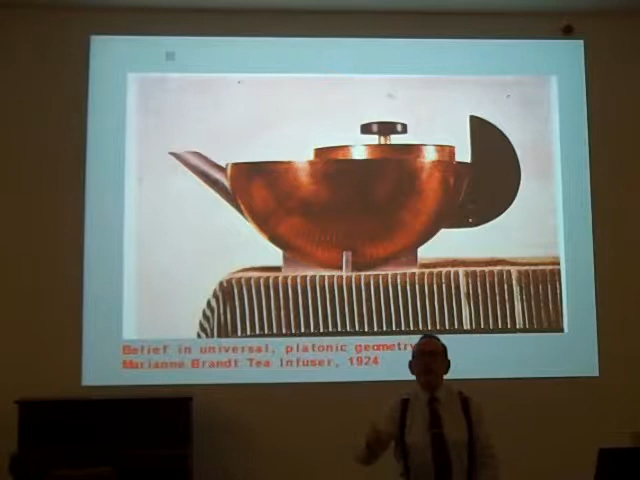 Belief in universal, platonic geometry
Marianne Brandt Tea Infuser, 1924